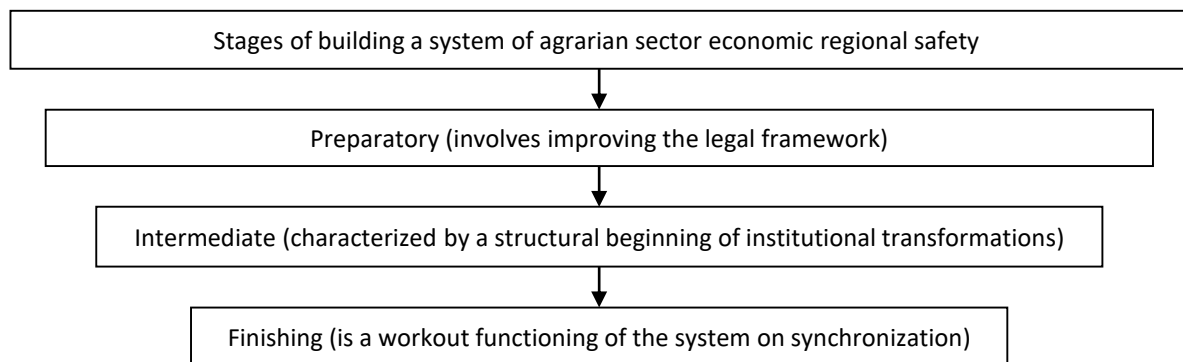 Stages of building a system of agrarian sector economic regional safety
Preparatory (involves improving the legal framework)
Intermediate (characterized by a structural beginning of institutional transformations)
Finishing (is a workout functioning of the system on synchronization)